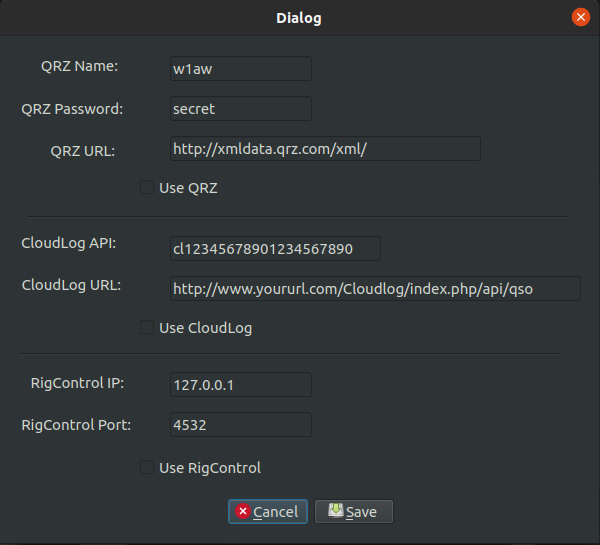 Dialog
QRZ Name: w1aw
QRZ Password: secret
QRZ URL: http://xmldata.qrz.com/xml/
Use QRZ
CloudLog API: cl12345678901234567890
CloudLog URL: http://www.yoururl.com/Cloudlog/index.php/api/qso
Use CloudLog
RigControl IP: 127.0.0.1
RigControl Port: 4532
Use RigControl
Cancel Save